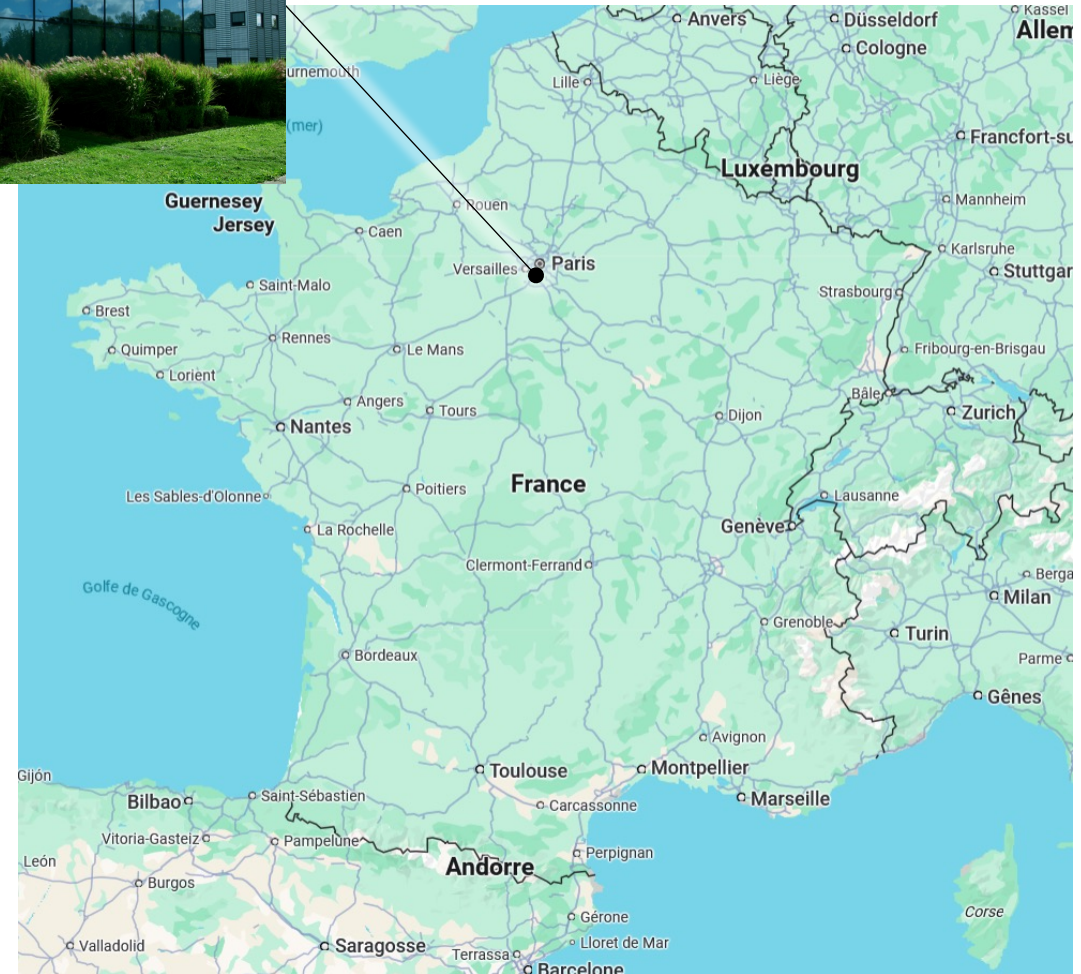 Kassel
Anvers
Düsseldorf
Allem
Cologne
urnemouth
Lille
Liège
(mer)
Francfort-su
Luxembourg
Guernesey
Rouen
Mannheim
Jersey
Caen
Karlsruhe
Versailles
Paris
Stuttgar
Saint-Malo
Strasbourg
Brest
Rennes
Quimper
Le Mans
Fribourg-en-Brisgau
Lorient
Bâle
Angers
Tours
Dijon
Zurich
Nantes
France
Poitiers
Les Sables-d'Olonne
Lausanne
La Rochelle
Genève
Clermont-Ferrand
Berga
Golfe de Gascogne
Milan
Grenoble
Turin
Bordeaux
Parme
Gênes
Avignon
Toulouse
Montpellier
Gijón
Saint-Sébastien
Bilbao
Carcassonne
Marseille
Vitoria-Gasteiz
Pampelune
Perpignan
León
Andorre
Burgos
Gérone
Corse
Valladolid
Saragosse
Lloret de Mar
Terrassa
Barcelone